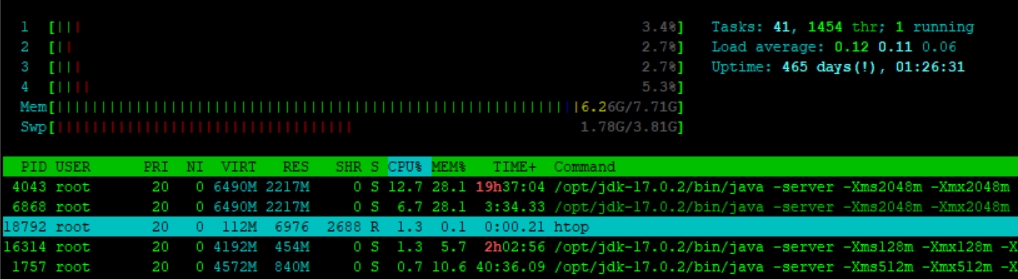 1 [||| 3.4%] Tasks: 41, 1454 thr; 1 running
2 [|| 2.7%] Load average: 0.12 0.11 0.06
3 [||| 2.7%] Uptime: 465 days(!), 01:26:31
4 [|||| 5.3%]
Mem[||||||||||||||||||||||||||||||||||||||||||||||||||||||||||||6.26G/7.71G]
Swp[|||||||||||||||||||||||||||||||||| 1.78G/3.81G]
PID USER PRI NI VIRT RES SHR S CPU% MEM% TIME+ Command
4043 root 20 0 6490M 2217M 0 S 12.7 28.1 19h37:04 /opt/jdk-17.0.2/bin/java -server -Xms2048m -Xmx2048m
6868 root 20 0 6490M 2217M 0 S 6.7 28.1 3:34.33 /opt/jdk-17.0.2/bin/java -server -Xms2048m -Xmx2048m
18792 root 20 0 112M 6976 2688 R 1.3 0.1 0:00.21 htop
16314 root 20 0 4192M 454M 0 S 1.3 5.7 2h02:56 /opt/jdk-17.0.2/bin/java -server -Xms128m -Xmx128m -X
1757 root 20 0 4572M 840M 0 S 0.7 10.6 40:36.09 /opt/jdk-17.0.2/bin/java -server -Xms512m -Xmx512m -X